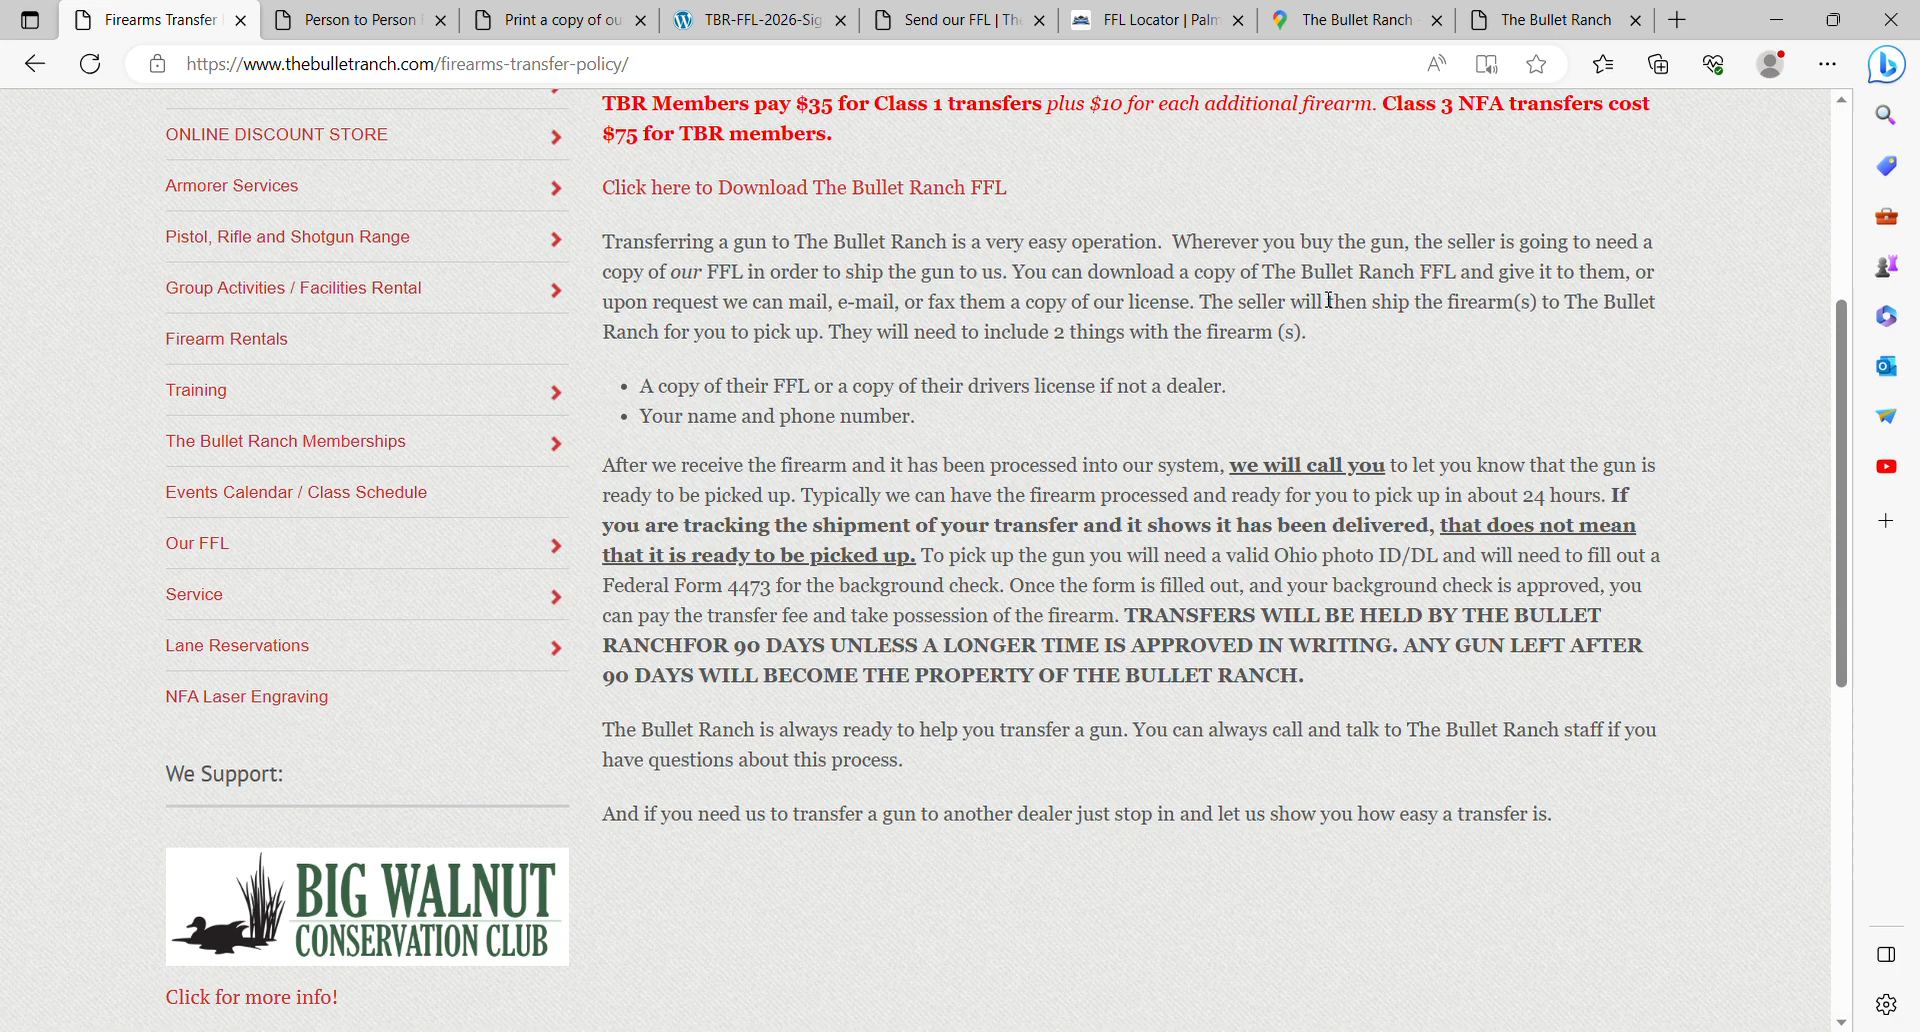 Firearms Transfer
Person to Person
Print a copy of ou
TBR-FFL-2026-Sig
Send our FFL | Th
FFL Locator | Palm
The Bullet Ranch
The Bullet Ranch
https://www.thebulletranch.com/firearms-transfer-policy/
ONLINE DISCOUNT STORE
Armorer Services
Pistol, Rifle and Shotgun Range
Group Activities / Facilities Rental
Firearm Rentals
Training
The Bullet Ranch Memberships
Events Calendar / Class Schedule
Our FFL
Service
Lane Reservations
NFA Laser Engraving
We Support:
BIG WALNUT
CONSERVATION CLUB
Click for more info!
TBR Members pay $35 for Class 1 transfers plus $10 for each additional firearm. Class 3 NFA transfers cost
$75 for TBR members.
Click here to Download The Bullet Ranch FFL
Transferring a gun to The Bullet Ranch is a very easy operation. Wherever you buy the gun, the seller is going to need a
copy of our FFL in order to ship the gun to us. You can download a copy of The Bullet Ranch FFL and give it to them, or
upon request we can mail, e-mail, or fax them a copy of our license. The seller will then ship the firearm(s) to The Bullet
Ranch for you to pick up. They will need to include 2 things with the firearm (s).
• A copy of their FFL or a copy of their drivers license if not a dealer.
• Your name and phone number.
After we receive the firearm and it has been processed into our system, we will call you to let you know that the gun is
ready to be picked up. Typically we can have the firearm processed and ready for you to pick up in about 24 hours. If
you are tracking the shipment of your transfer and it shows it has been delivered, that does not mean
that it is ready to be picked up. To pick up the gun you will need a valid Ohio photo ID/DL and will need to fill out a
Federal Form 4473 for the background check. Once the form is filled out, and your background check is approved, you
can pay the transfer fee and take possession of the firearm. TRANSFERS WILL BE HELD BY THE BULLET
RANCHFOR 90 DAYS UNLESS A LONGER TIME IS APPROVED IN WRITING. ANY GUN LEFT AFTER
90 DAYS WILL BECOME THE PROPERTY OF THE BULLET RANCH.
The Bullet Ranch is always ready to help you transfer a gun. You can always call and talk to The Bullet Ranch staff if you
have questions about this process.
And if you need us to transfer a gun to another dealer just stop in and let us show you how easy a transfer is.